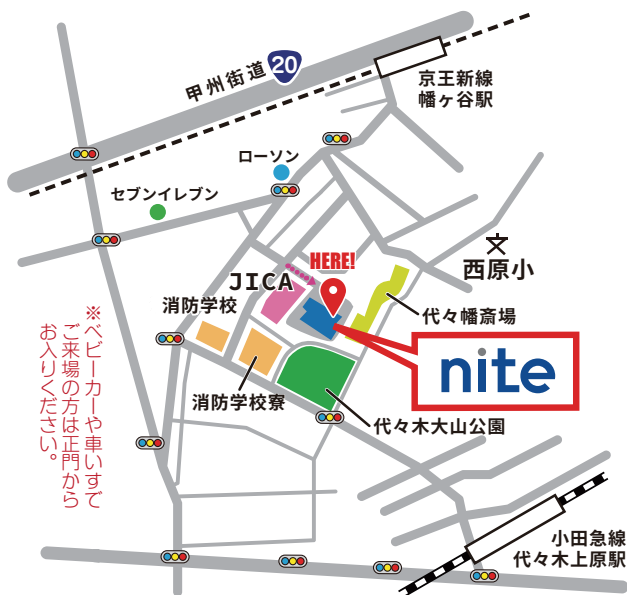 甲州街道
20
京王新線
幡ヶ谷駅
ローソン
セブンイレブン
HERE!
JICA
西原小
消防学校
代々幡斎場
nite
消防学校寮
代々木大山公園
※ベビーカーや車いすで
ご来場の方は正門から
お入りください。
小田急線
代々木上原駅